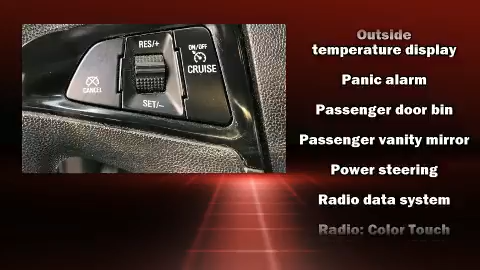 RES/+
ON/OFF
CRUISE
CANCEL
SET/-
Outside
temperature display
Panic alarm
Passenger door bin
Passenger vanity mirror
Power steering
Radio data system
Radio: Color Touch